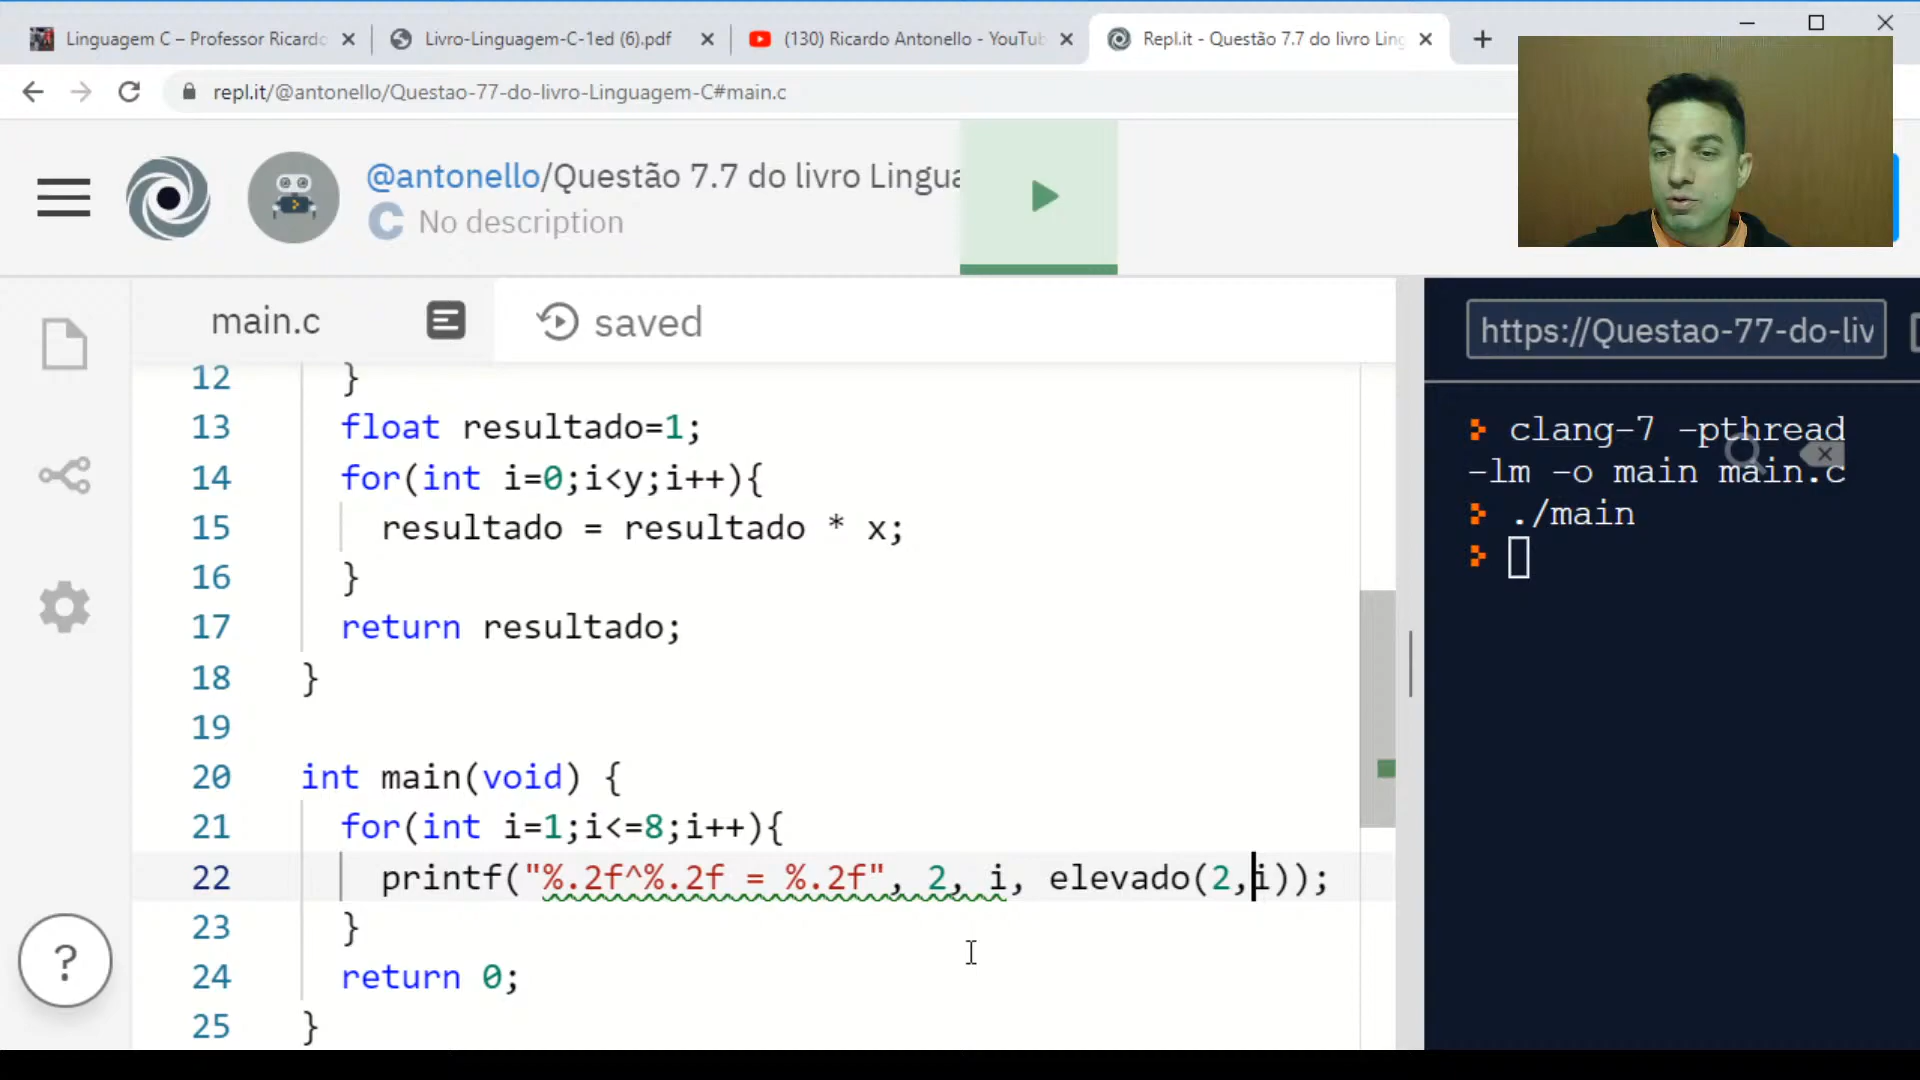 Linguagem C – Professor Ricardo
Livro-Linguagem-C-1ed (6).pdf
(130) Ricardo Antonello - YouTub
Repl.it - Questão 7.7 do livro Ling
repl.it/@antonello/Questao-77-do-livro-Linguagem-C#main.c
@antonello/Questão 7.7 do livro Lingua
C No description
main.c
saved
https://Questao-77-do-liv
12 }
13 float resultado=1;
14 for(int i=0;i<y;i++){
15 resultado = resultado * x;
16 }
17 return resultado;
18 }
19
20 int main(void) {
21 for(int i=1;i<=8;i++){
22 printf("%.2f^%.2f = %.2f", 2, i, elevado(2,i));
23 }
24 return 0;
25 }
clang-7 -pthread
-lm -o main main.c
./main
?